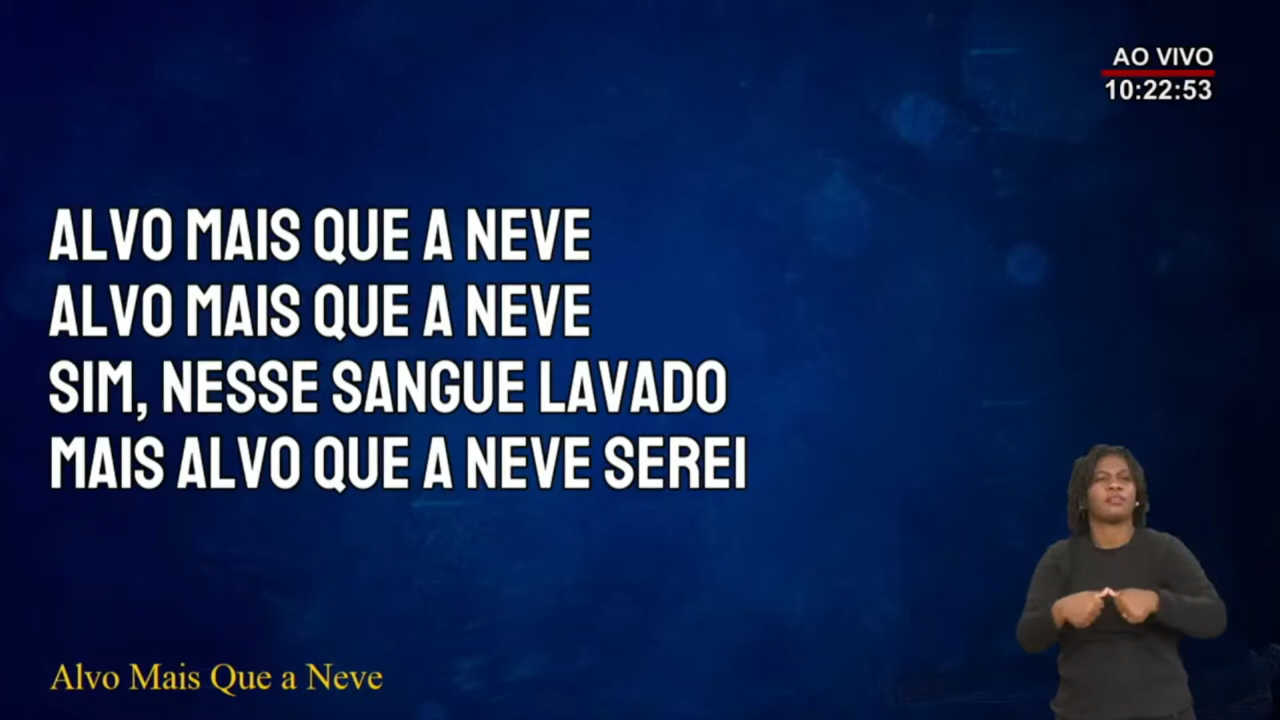 AO VIVO
10:22:53
ALVO MAIS QUE A NEVE
ALVO MAIS QUE A NEVE
SIM, NESSE SANGUE LAVADO
MAIS ALVO QUE A NEVE SEREI
Alvo Mais Que a Neve